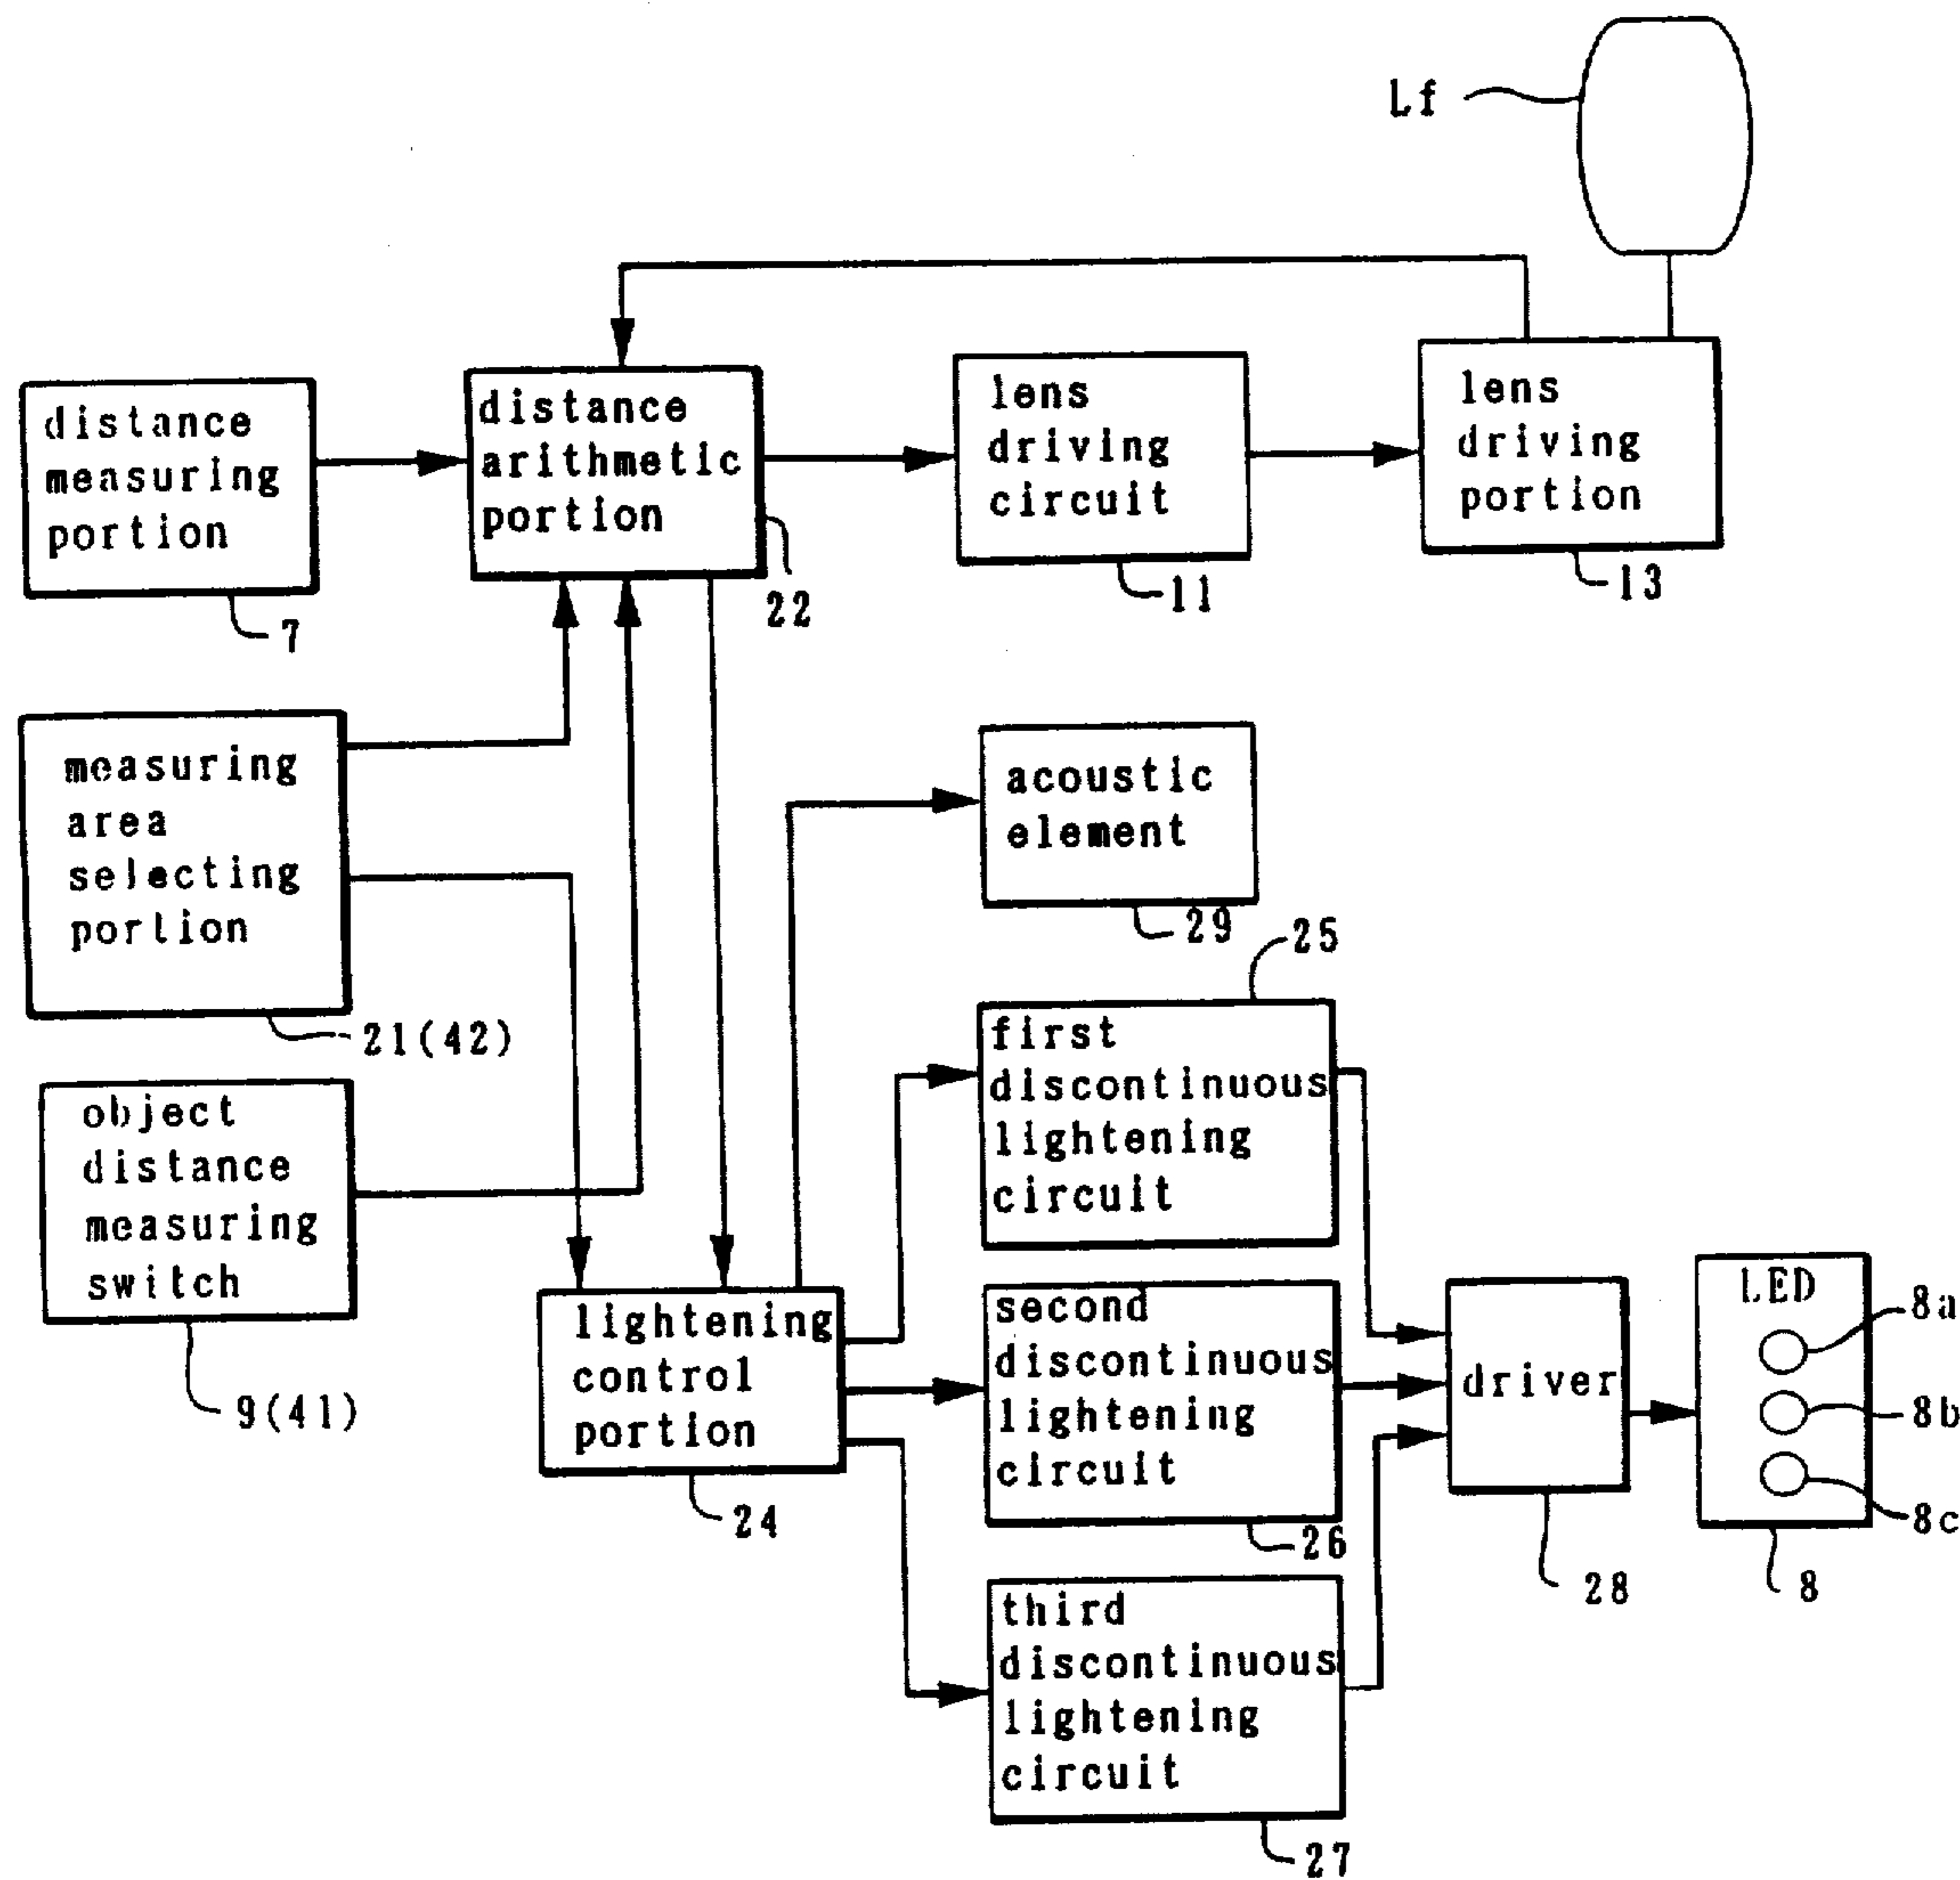 Lf
distance
measuring
portion
7
distance
arithmetic
portion
22
lens
driving
circuit
11
lens
driving
portion
13
measuring
area
selecting
portion
21(42)
acoustic
element
29
object
distance
measuring
switch
9(41)
lightening
control
portion
24
25
first
discontinuous
lightening
circuit
second
discontinuous
lightening
circuit
26
third
discontinuous
lightening
circuit
27
driver
28
LED
8a
8b
8c
8